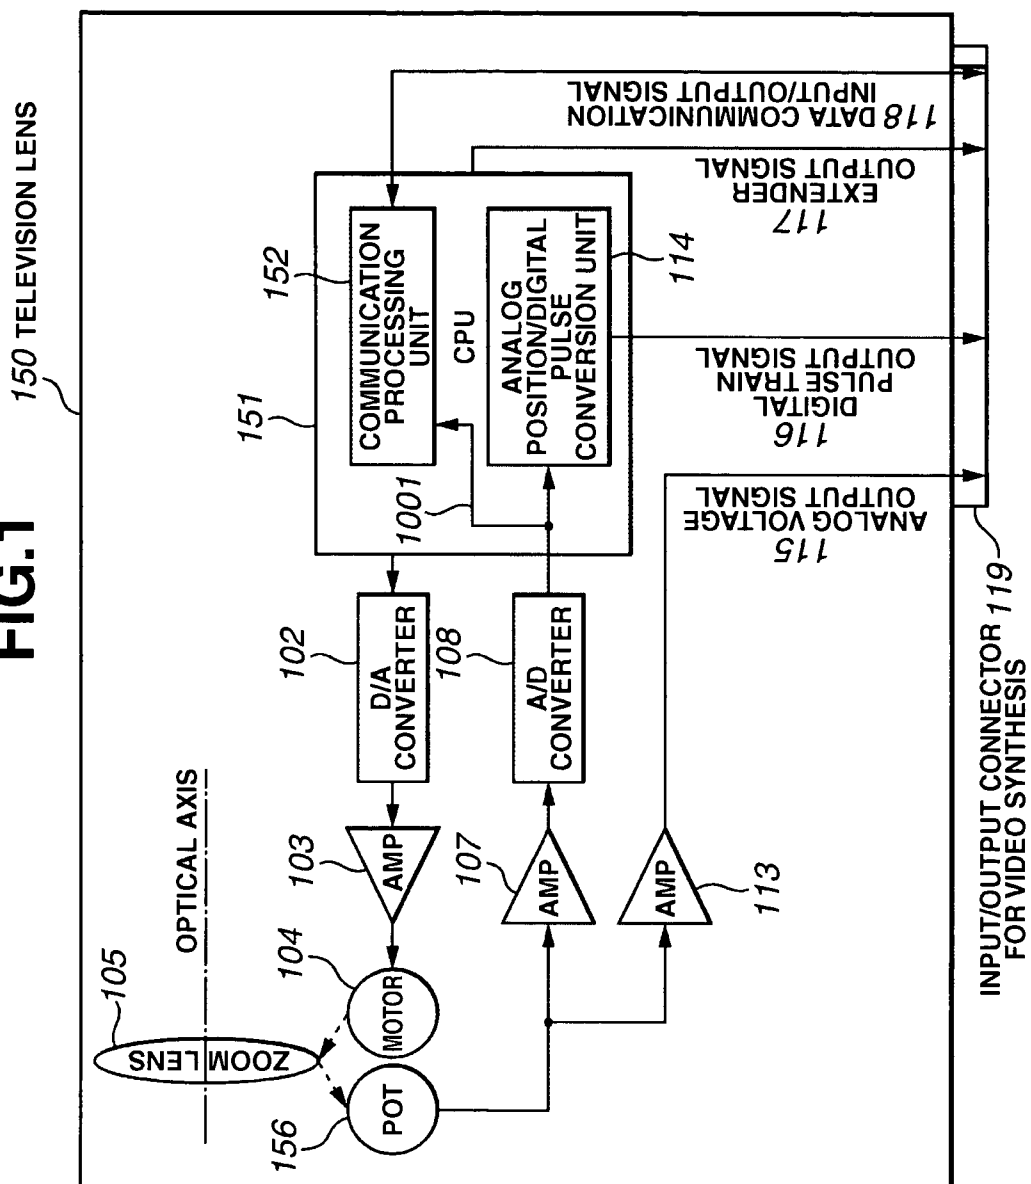 FIG.1
150 TELEVISION LENS
105
ZOOM LENS
OPTICAL AXIS
156
POT
104
MOTOR
103
AMP
102
D/A
CONVERTER
151
152
COMMUNICATION
PROCESSING
UNIT
CPU
1001
107
AMP
108
A/D
CONVERTER
ANALOG
POSITION/DIGITAL
PULSE
CONVERSION UNIT
114
AMP
113
115
ANALOG VOLTAGE
OUTPUT SIGNAL
116
DIGITAL
PULSE TRAIN
OUTPUT SIGNAL
117
EXTENDER
OUTPUT SIGNAL
118 DATA COMMUNICATION
INPUT/OUTPUT SIGNAL
INPUT/OUTPUT CONNECTOR 119
FOR VIDEO SYNTHESIS